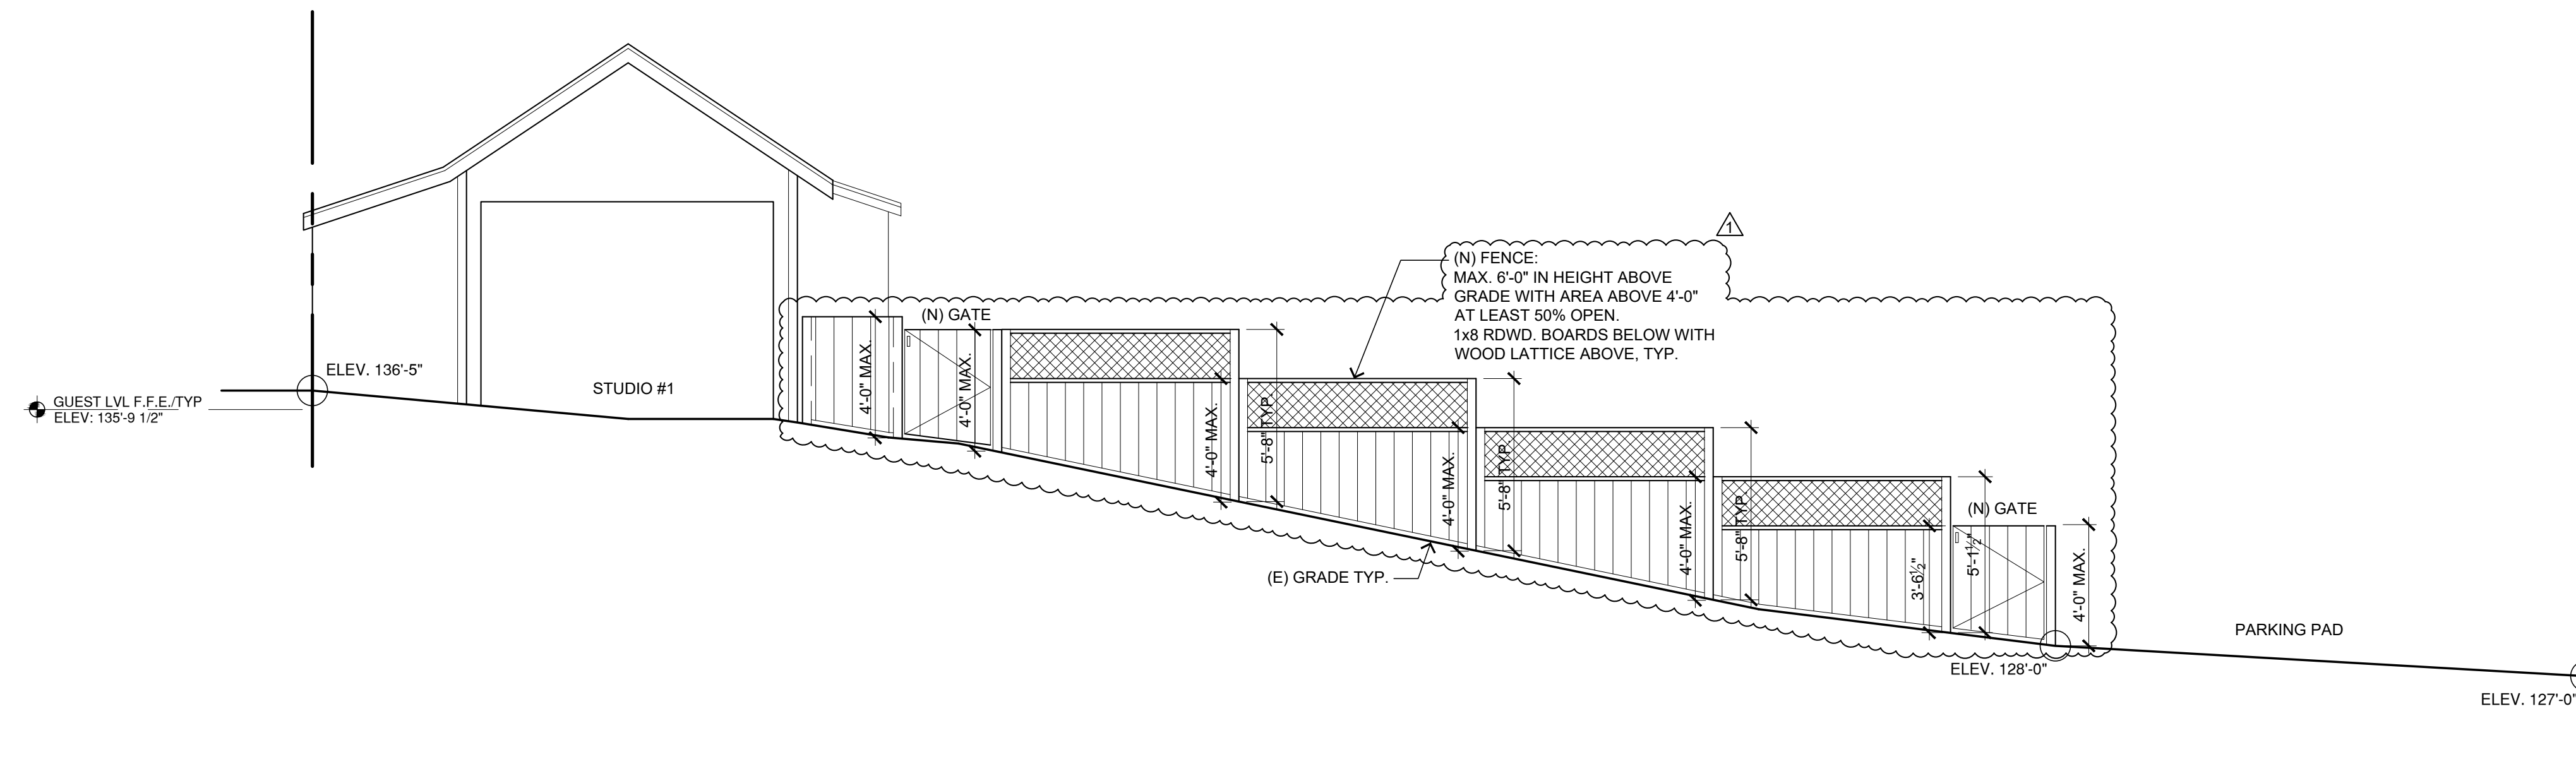 1
(N) FENCE:
MAX. 6'-0" IN HEIGHT ABOVE
GRADE WITH AREA ABOVE 4'-0"
AT LEAST 50% OPEN.
1x8 RDWD. BOARDS BELOW WITH
WOOD LATTICE ABOVE, TYP.
(N) GATE
ELEV. 136'-5"
STUDIO #1
GUEST LVL F.F.E./TYP
ELEV: 135'-9 1/2"
4'-0" MAX.
4'-0" MAX.
4'-0" MAX.
5'-8" TYP.
4'-0" MAX.
5'-8" TYP.
4'-0" MAX.
5'-8" TYP.
3'-6½"
5'-1½"
(N) GATE
4'-0" MAX.
(E) GRADE TYP.
PARKING PAD
ELEV. 128'-0"
ELEV. 127'-0"